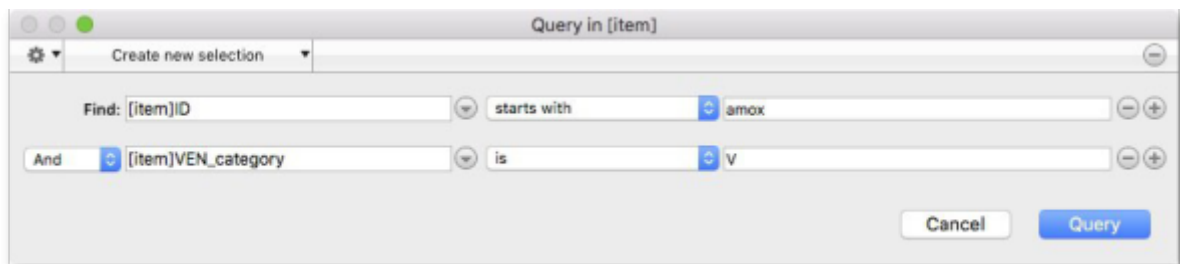 Query in [item]
Create new selection
Find: [item]ID starts with amox
And [item]VEN_category is V
Cancel Query